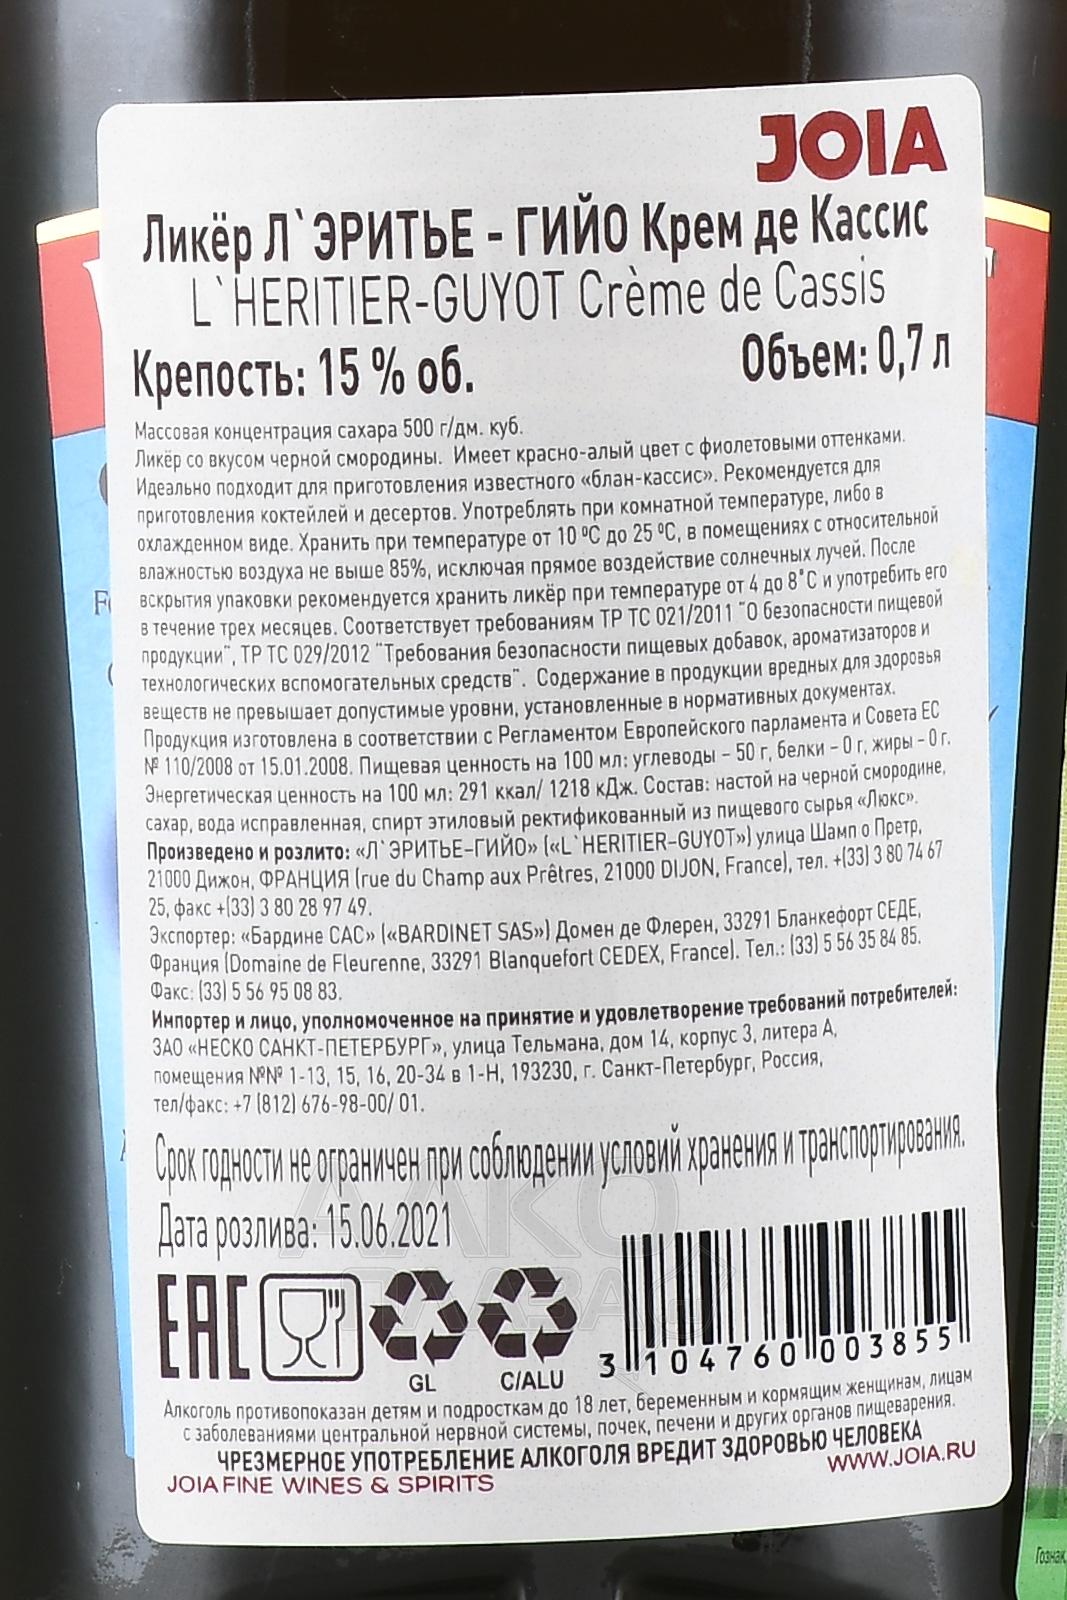 JOIA
Ликёр Л`ЭРИТЬЕ - ГИЙО Крем де Кассис
L`HERITIER-GUYOT Crème de Cassis
Крепость: 15 % об. Объем: 0,7 л
Массовая концентрация сахара 500 г/дм. куб.
Ликёр со вкусом черной смородины. Имеет красно-алый цвет с фиолетовыми оттенками.
Идеально подходит для приготовления известного «блан-кассис». Рекомендуется для
приготовления коктейлей и десертов. Употреблять при комнатной температуре, либо в
охлажденном виде. Хранить при температуре от 10 ºС до 25 ºС, в помещениях с относительной
влажностью воздуха не выше 85%, исключая прямое воздействие солнечных лучей. После
вскрытия упаковки рекомендуется хранить ликёр при температуре от 4 до 8˚С и употребить его
в течение трех месяцев. Соответствует требованиям ТР ТС 021/2011 "О безопасности пищевой
продукции", ТР ТС 029/2012 "Требования безопасности пищевых добавок, ароматизаторов и
технологических вспомогательных средств". Содержание в продукции вредных для здоровья
веществ не превышает допустимые уровни, установленные в нормативных документах.
Продукция изготовлена в соответствии с Регламентом Европейского парламента и Совета ЕС
№ 110/2008 от 15.01.2008. Пищевая ценность на 100 мл: углеводы – 50 г, белки – 0 г, жиры – 0 г.
Энергетическая ценность на 100 мл: 291 ккал/ 1218 кДж. Состав: настой на черной смородине,
сахар, вода исправленная, спирт этиловый ректификованный из пищевого сырья «Люкс».
Произведено и розлито: «Л`ЭРИТЬЕ-ГИЙО» («L`HERITIER-GUYOT») улица Шамп о Претр,
21000 Дижон, ФРАНЦИЯ (rue du Champ aux Prêtres, 21000 DIJON, France), тел. +(33) 3 80 74 67
25, факс +(33) 3 80 28 97 49.
Экспортер: «Бардине САС» («BARDINET SAS») Домен де Флерен, 33291 Бланкефорт СЕДЕ,
Франция (Domaine de Fleurenne, 33291 Blanquefort CEDEX, France). Тел.: (33) 5 56 35 84 85.
Факс: (33) 5 56 95 08 83.
Импортер и лицо, уполномоченное на принятие и удовлетворение требований потребителей:
ЗАО «НЕСКО САНКТ-ПЕТЕРБУРГ», улица Тельмана, дом 14, корпус 3, литера А,
помещения №№ 1-13, 15, 16, 20-34 в 1-Н, 193230, г. Санкт-Петербург, Россия,
тел/факс: +7 (812) 676-98-00/ 01.
Срок годности не ограничен при соблюдении условий хранения и транспортирования.
Дата розлива: 15.06.2021
АЛКО
ПЛАЗА
EAC
GL C/ALU
3 104760 003855
Алкоголь противопоказан детям и подросткам до 18 лет, беременным и кормящим женщинам, лицам
с заболеваниями центральной нервной системы, почек, печени и других органов пищеварения.
ЧРЕЗМЕРНОЕ УПОТРЕБЛЕНИЕ АЛКОГОЛЯ ВРЕДИТ ЗДОРОВЬЮ ЧЕЛОВЕКА
JOIA FINE WINES & SPIRITS WWW.JOIA.RU
Гознак